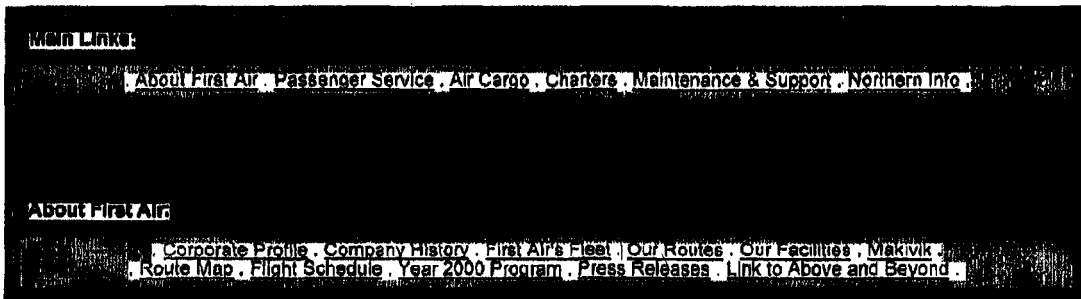 Main Links:
. About First Air . Passenger Service . Air Cargo . Charters . Maintenance & Support . Northern Info .
About First Air:
. Corporate Profile . Company History . First Air's Fleet . Our Routes . Our Facilities . Makivik .
. Route Map . Flight Schedule . Year 2000 Program . Press Releases . Link to Above and Beyond .